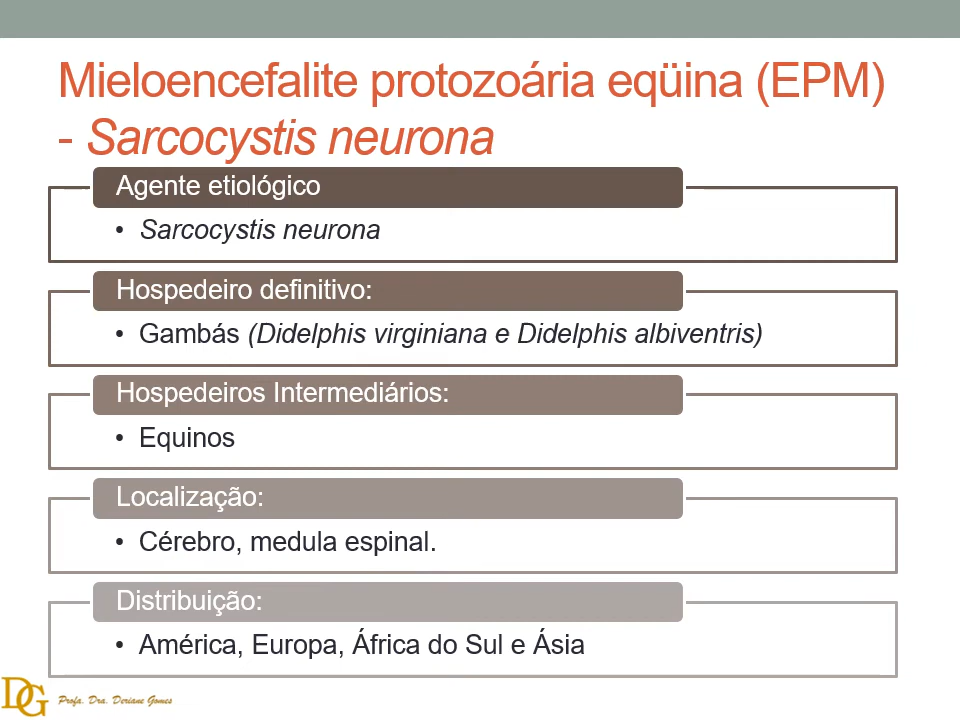 Mieloencefalite protozoária eqüina (EPM)
- Sarcocystis neurona
Agente etiológico
• Sarcocystis neurona
Hospedeiro definitivo:
• Gambás (Didelphis virginiana e Didelphis albiventris)
Hospedeiros Intermediários:
• Equinos
Localização:
• Cérebro, medula espinal.
Distribuição:
• América, Europa, África do Sul e Ásia
DG Profa. Dra. Deriane Gomes